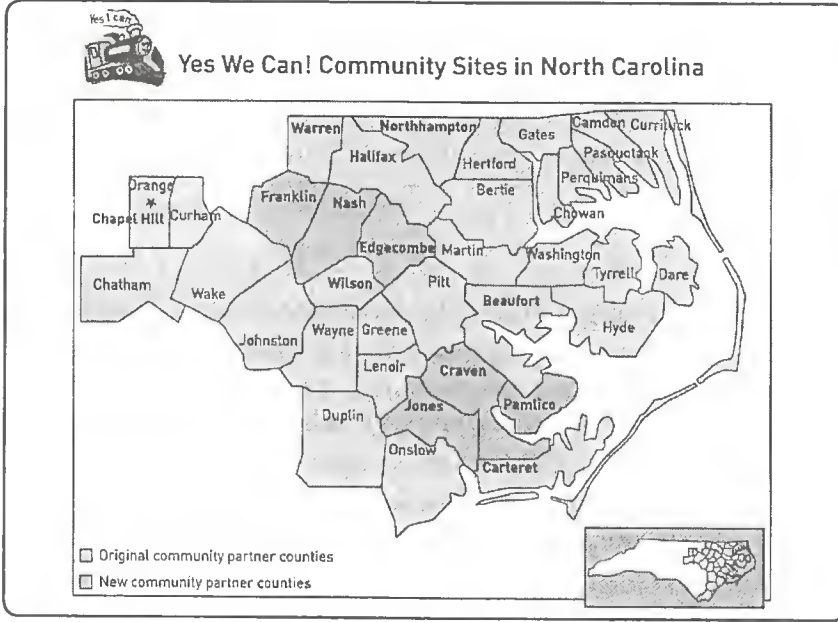 Yes I can
Yes We Can! Community Sites in North Carolina
Warren
Northhampton
Gates
Camden
Currituck
Halifax
Hertford
Pasquotack
Orange
Perquimans
Chapel Hill
Curham
Franklin
Nash
Bertie
Chowan
Edgecombe
Martin
Washington
Chatham
Wake
Wilson
Pitt
Tyrrell
Dare
Beaufort
Johnston
Wayne
Greene
Hyde
Lenoir
Craven
Jones
Pamlico
Duplin
Onslow
Carteret
Original community partner counties
New community partner counties